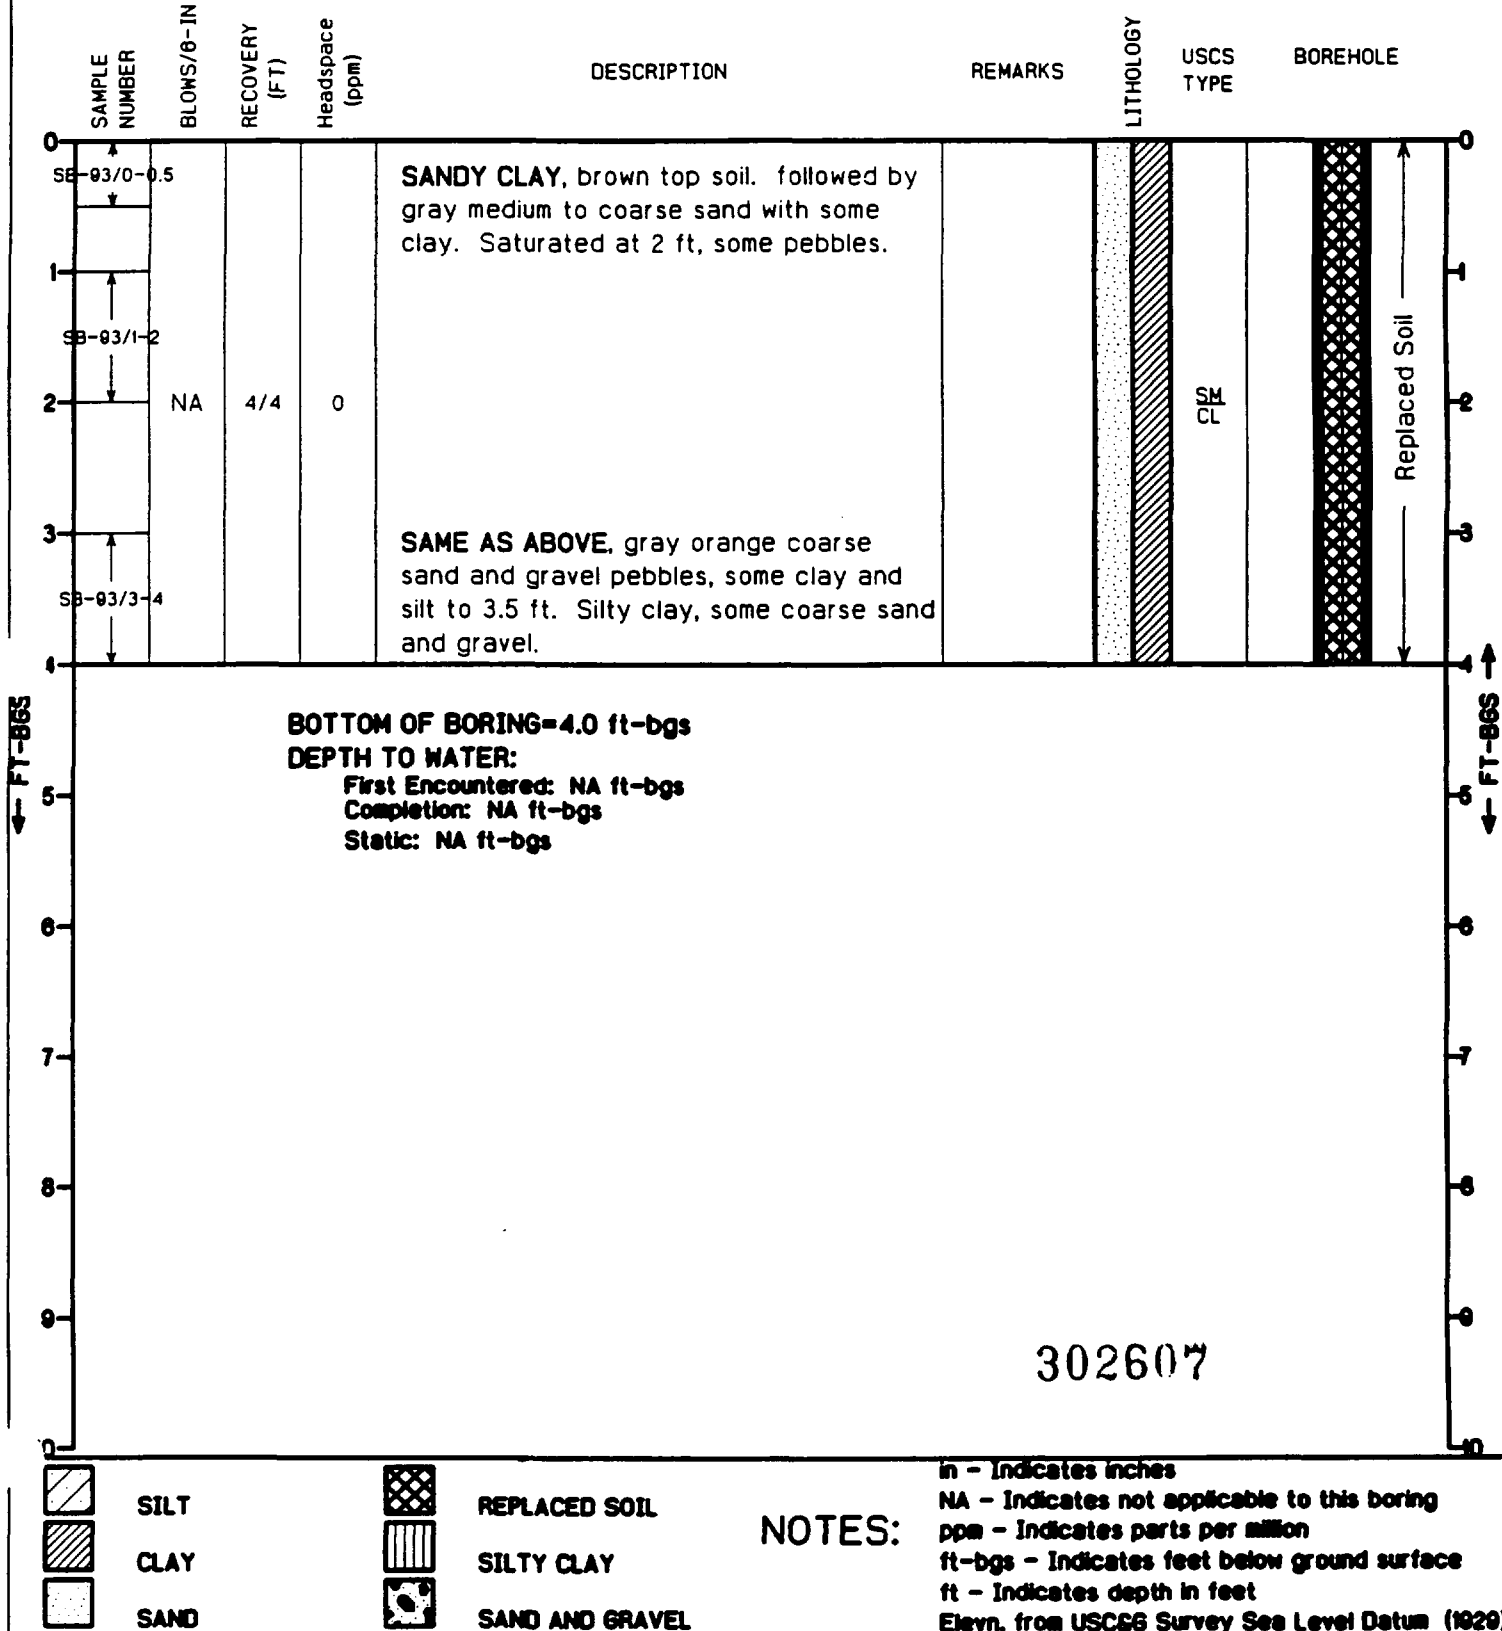 SAMPLE NUMBER
BLOWS/6-IN
RECOVERY (FT)
Headspace (ppm)
DESCRIPTION
REMARKS
LITHOLOGY
USCS TYPE
BOREHOLE
0
0
SB-93/0-0.5
SANDY CLAY, brown top soil. followed by
gray medium to coarse sand with some
clay. Saturated at 2 ft, some pebbles.
1
1
SB-93/1-2
Replaced Soil
2
NA
4/4
0
SM
CL
2
3
3
SAME AS ABOVE, gray orange coarse
sand and gravel pebbles, some clay and
SB-93/3-4
silt to 3.5 ft. Silty clay, some coarse sand
and gravel.
4
4
← FT-BGS
← FT-BGS →
BOTTOM OF BORING=4.0 ft-bgs
DEPTH TO WATER:
First Encountered: NA ft-bgs
Completion: NA ft-bgs
Static: NA ft-bgs
5
5
6
6
7
7
8
8
9
9
302607
0
10
SILT
CLAY
SAND
REPLACED SOIL
SILTY CLAY
SAND AND GRAVEL
NOTES:
in - Indicates inches
NA - Indicates not applicable to this boring
ppm - Indicates parts per million
ft-bgs - Indicates feet below ground surface
ft - Indicates depth in feet
Elevn. from USC&G Survey Sea Level Datum (1929)